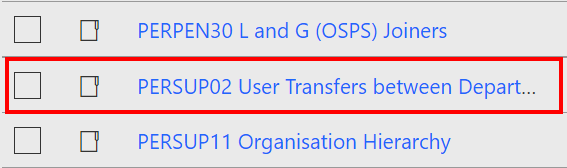 PERPEN30 L and G (OSPS) Joiners
PERSUP02 User Transfers between Depart...
PERSUP11 Organisation Hierarchy